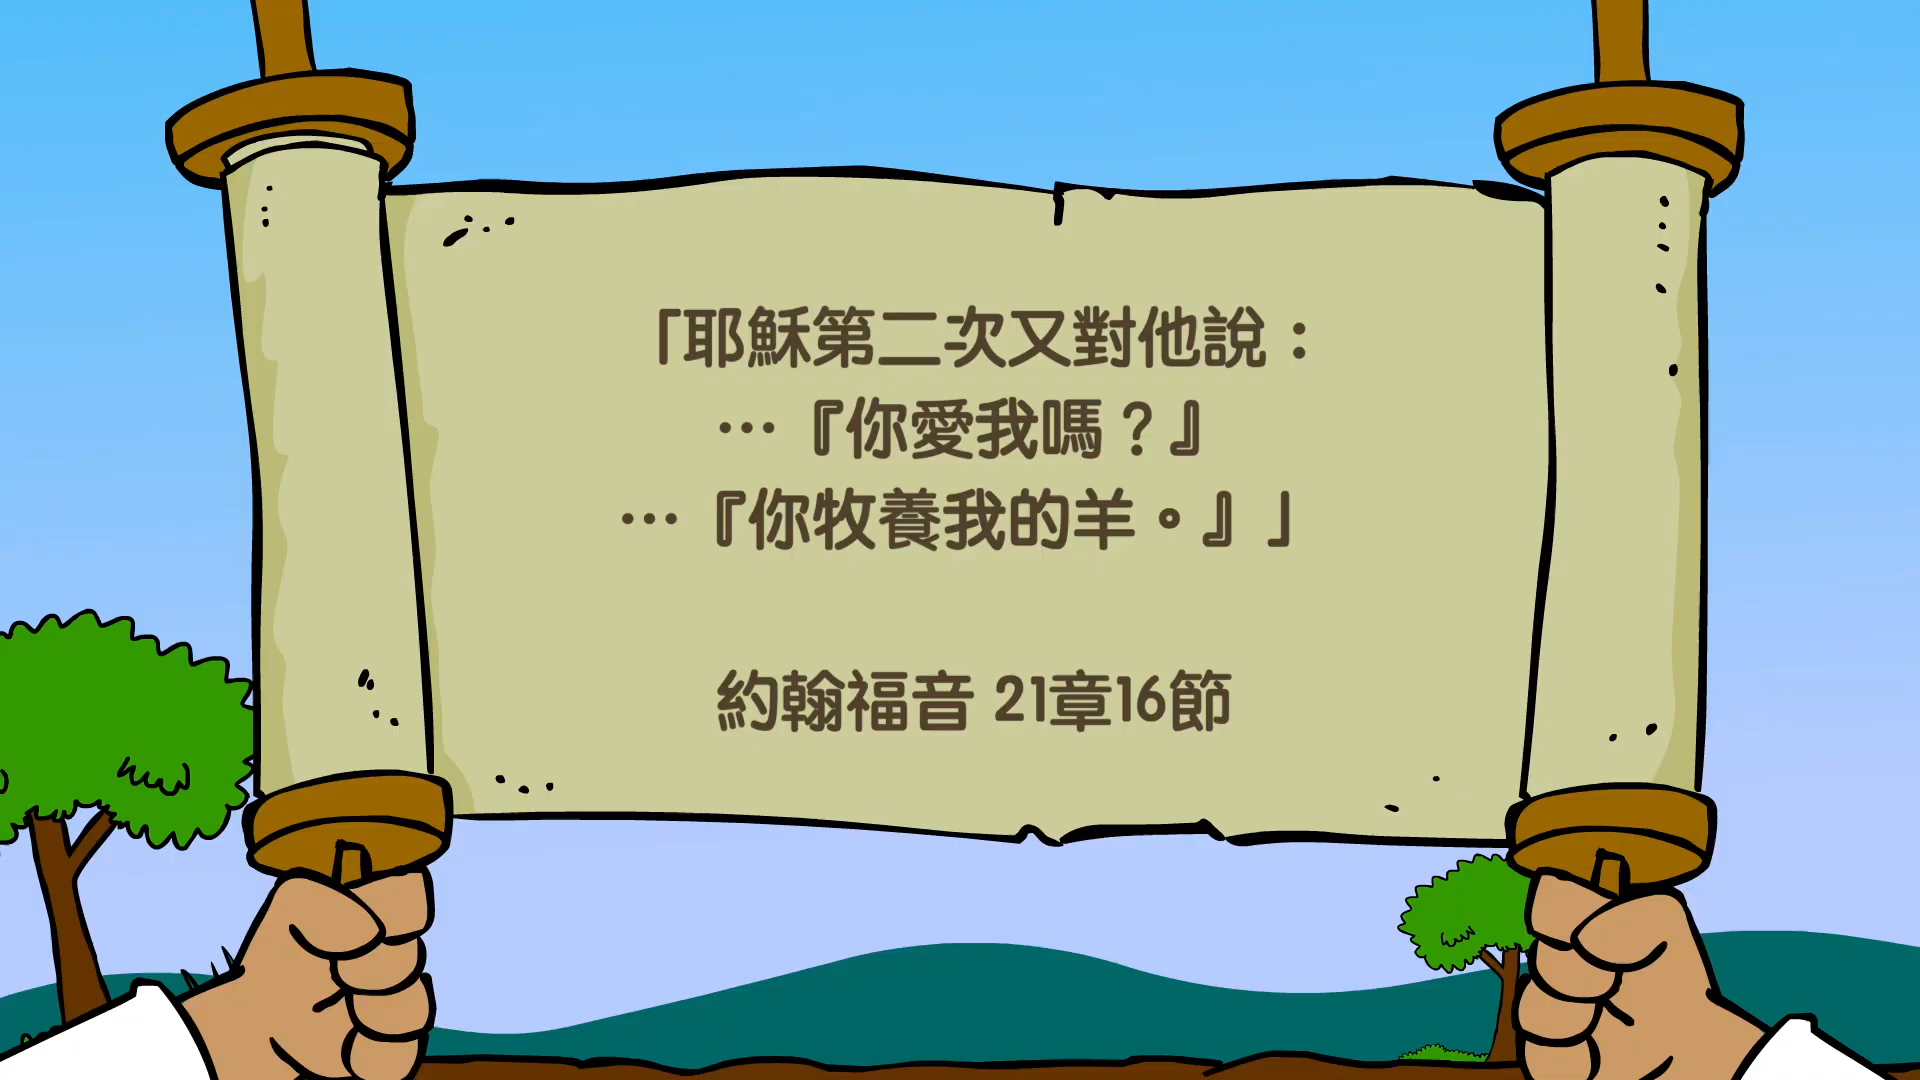 「耶穌第二次又對他說：
…『你愛我嗎？』
…『你牧養我的羊。』」
約翰福音 21章16節